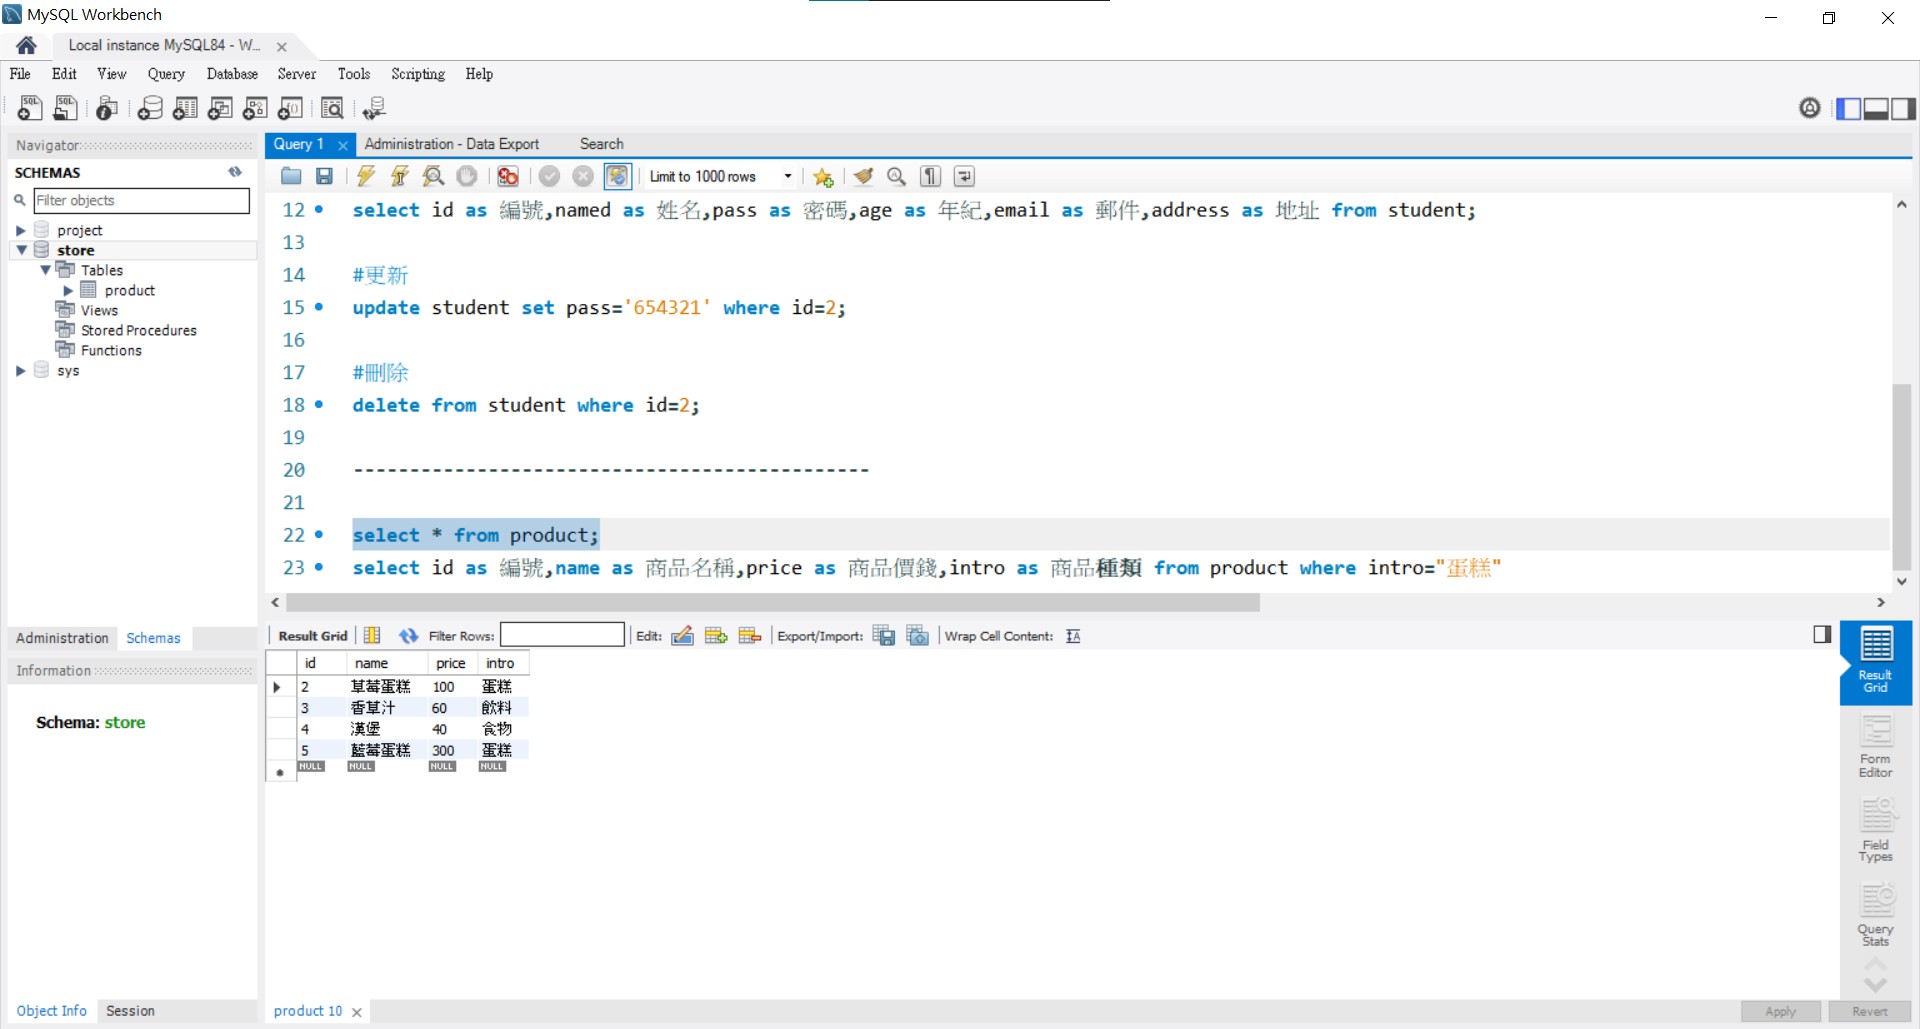 MySQL Workbench
Local instance MySQL84 - W...
File Edit View Query Database Server Tools Scripting Help
Navigator
SCHEMAS
Filter objects
project
store
Tables
product
Views
Stored Procedures
Functions
sys
Administration Schemas
Information
Schema: store
Object Info Session
Query 1 Administration - Data Export Search
Limit to 1000 rows
12 select id as 編號,named as 姓名,pass as 密碼,age as 年紀,email as 郵件,address as 地址 from student;
13
14 #更新
15 update student set pass='654321' where id=2;
16
17 #刪除
18 delete from student where id=2;
19
20 ----------------------------------------------
21
22 select * from product;
23 select id as 編號,name as 商品名稱,price as 商品價錢,intro as 商品種類 from product where intro="蛋糕"
Result Grid Filter Rows: Edit: Export/Import: Wrap Cell Content:
id name price intro
2 草莓蛋糕 100 蛋糕
3 香草汁 60 飲料
4 漢堡 40 食物
5 藍莓蛋糕 300 蛋糕
NULL NULL NULL NULL
Result
Grid
Form
Editor
Field
Types
Query
Stats
product 10
Apply Revert